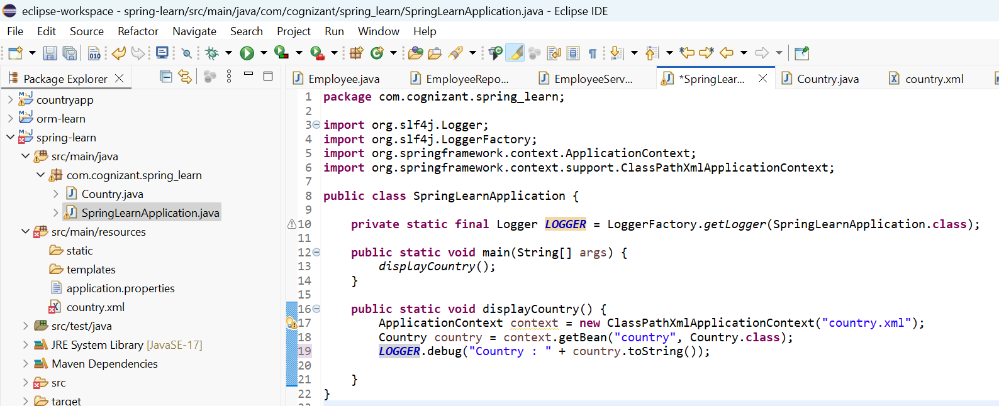 eclipse-workspace - spring-learn/src/main/java/com/cognizant/spring_learn/SpringLearnApplication.java - Eclipse IDE
File Edit Source Refactor Navigate Search Project Run Window Help
Package Explorer
countryapp
orm-learn
spring-learn
src/main/java
com.cognizant.spring_learn
Country.java
SpringLearnApplication.java
src/main/resources
static
templates
application.properties
country.xml
src/test/java
JRE System Library [JavaSE-17]
Maven Dependencies
src
target
Employee.java EmployeeRepo... EmployeeServ... *SpringLear... Country.java country.xml
1 package com.cognizant.spring_learn;
2
3 import org.slf4j.Logger;
4 import org.slf4j.LoggerFactory;
5 import org.springframework.context.ApplicationContext;
6 import org.springframework.context.support.ClassPathXmlApplicationContext;
7
8 public class SpringLearnApplication {
9
10 private static final Logger LOGGER = LoggerFactory.getLogger(SpringLearnApplication.class);
11
12 public static void main(String[] args) {
13 displayCountry();
14 }
15
16 public static void displayCountry() {
17 ApplicationContext context = new ClassPathXmlApplicationContext("country.xml");
18 Country country = context.getBean("country", Country.class);
19 LOGGER.debug("Country : " + country.toString());
20
21 }
22 }